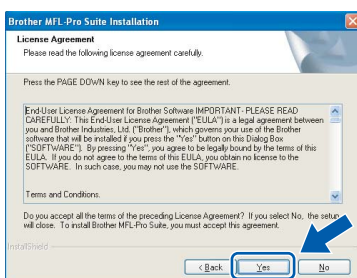 Brother MFL-Pro Suite Installation
License Agreement
Please read the following license agreement carefully.
Press the PAGE DOWN key to see the rest of the agreement.
End-User License Agreement for Brother Software IMPORTANT- PLEASE READ
CAREFULLY: This End-User License Agreement ("EULA") is a legal agreement between
you and Brother Industries, Ltd. ("Brother"), which governs your use of the Brother
software that will be installed if you press the "Yes" button on this Dialog Box
("SOFTWARE"). By pressing "Yes", you agree to be legally bound by the terms of this
EULA. If you do not agree to the terms of this EULA, you obtain no license to the
SOFTWARE. In such case, you may not use the SOFTWARE.
Terms and Conditions.
Do you accept all the terms of the preceding License Agreement? If you select No, the setup
will close. To install Brother MFL-Pro Suite, you must accept this agreement.
InstallShield
< Back Yes No